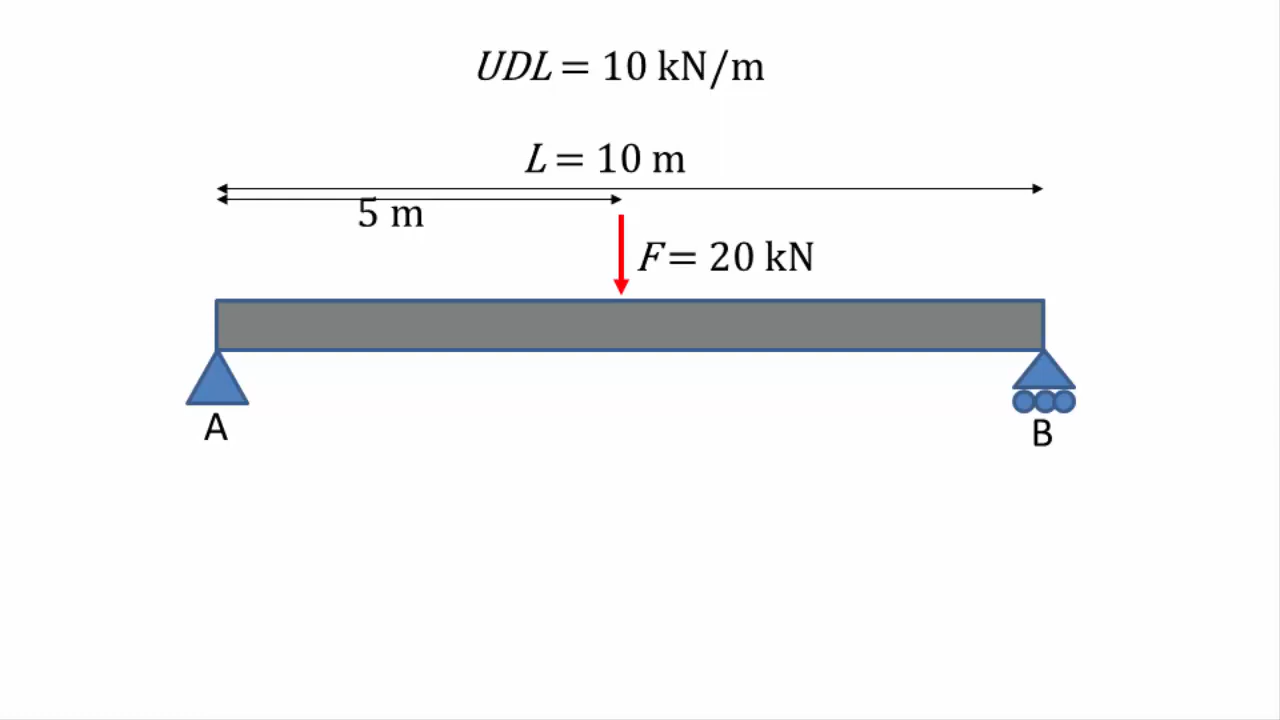 UDL = 10 kN/m
L = 10 m
5 m
F = 20 kN
A
B